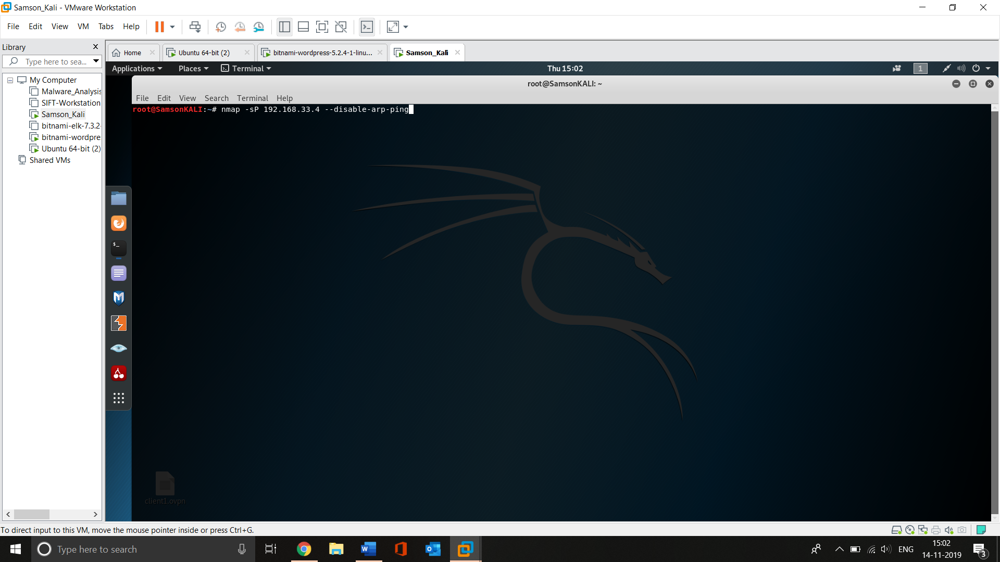 Samson_Kali - VMware Workstation
File Edit View VM Tabs Help
Library
Type here to sea...
My Computer
Malware_Analysis
SIFT-Workstation
Samson_Kali
bitnami-elk-7.3.2-
bitnami-wordpre
Ubuntu 64-bit (2)
Shared VMs
Home
Ubuntu 64-bit (2)
bitnami-wordpress-5.2.4-1-linu...
Samson_Kali
Applications Places Terminal Thu 15:02 1
root@SamsonKALI: ~
File Edit View Search Terminal Help
root@SamsonKALI:~# nmap -sP 192.168.33.4 --disable-arp-ping
client1.ovpn
To direct input to this VM, move the mouse pointer inside or press Ctrl+G.
Type here to search
ENG
15:02
14-11-2019
3